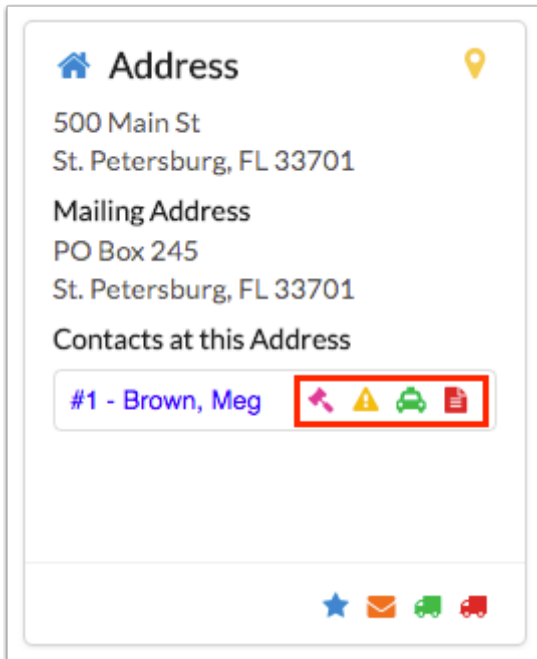 Address
500 Main St
St. Petersburg, FL 33701
Mailing Address
PO Box 245
St. Petersburg, FL 33701
Contacts at this Address
#1 - Brown, Meg